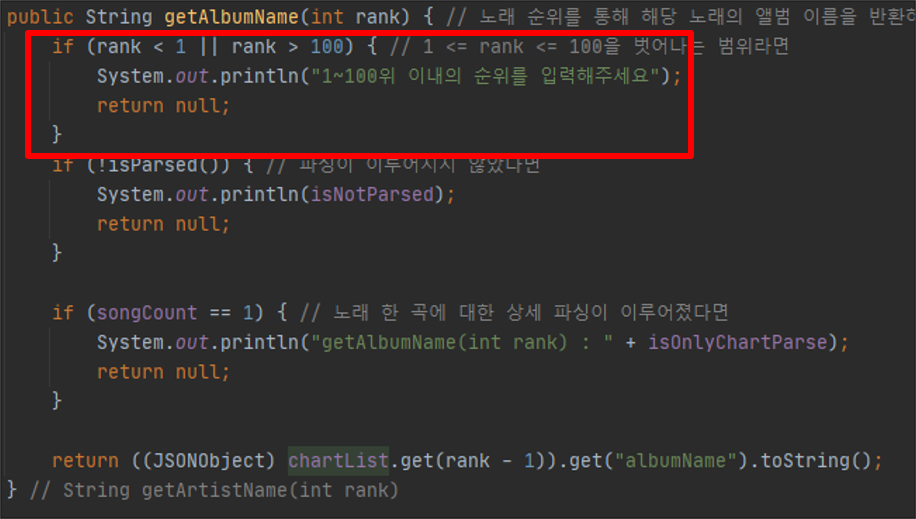 public String getAlbumName(int rank) { // 노래 순위를 통해 해당 노래의 앨범 이름을 반환하
if (rank < 1 || rank > 100) { // 1 <= rank <= 100을 벗어나는 범위라면
System.out.println("1~100위 이내의 순위를 입력해주세요");
return null;
}
if (!isParsed()) { // 파싱이 이루어지지 않았다면
System.out.println(isNotParsed);
return null;
}
if (songCount == 1) { // 노래 한 곡에 대한 상세 파싱이 이루어졌다면
System.out.println("getAlbumName(int rank) : " + isOnlyChartParse);
return null;
}
return ((JSONObject) chartList.get(rank - 1)).get("albumName").toString();
} // String getArtistName(int rank)